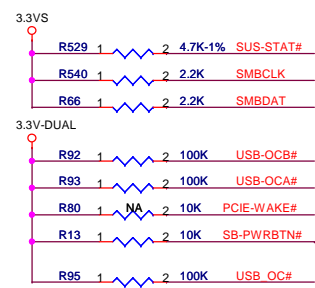 3.3VS
R529 1 2 4.7K-1% SUS-STAT#
R540 1 2 2.2K SMBCLK
R66 1 2 2.2K SMBDAT
3.3V-DUAL
R92 1 2 100K USB-OCB#
R93 1 2 100K USB-OCA#
R80 1 NA 2 10K PCIE-WAKE#
R13 1 2 10K SB-PWRBTN#
R95 1 2 100K USB_OC#